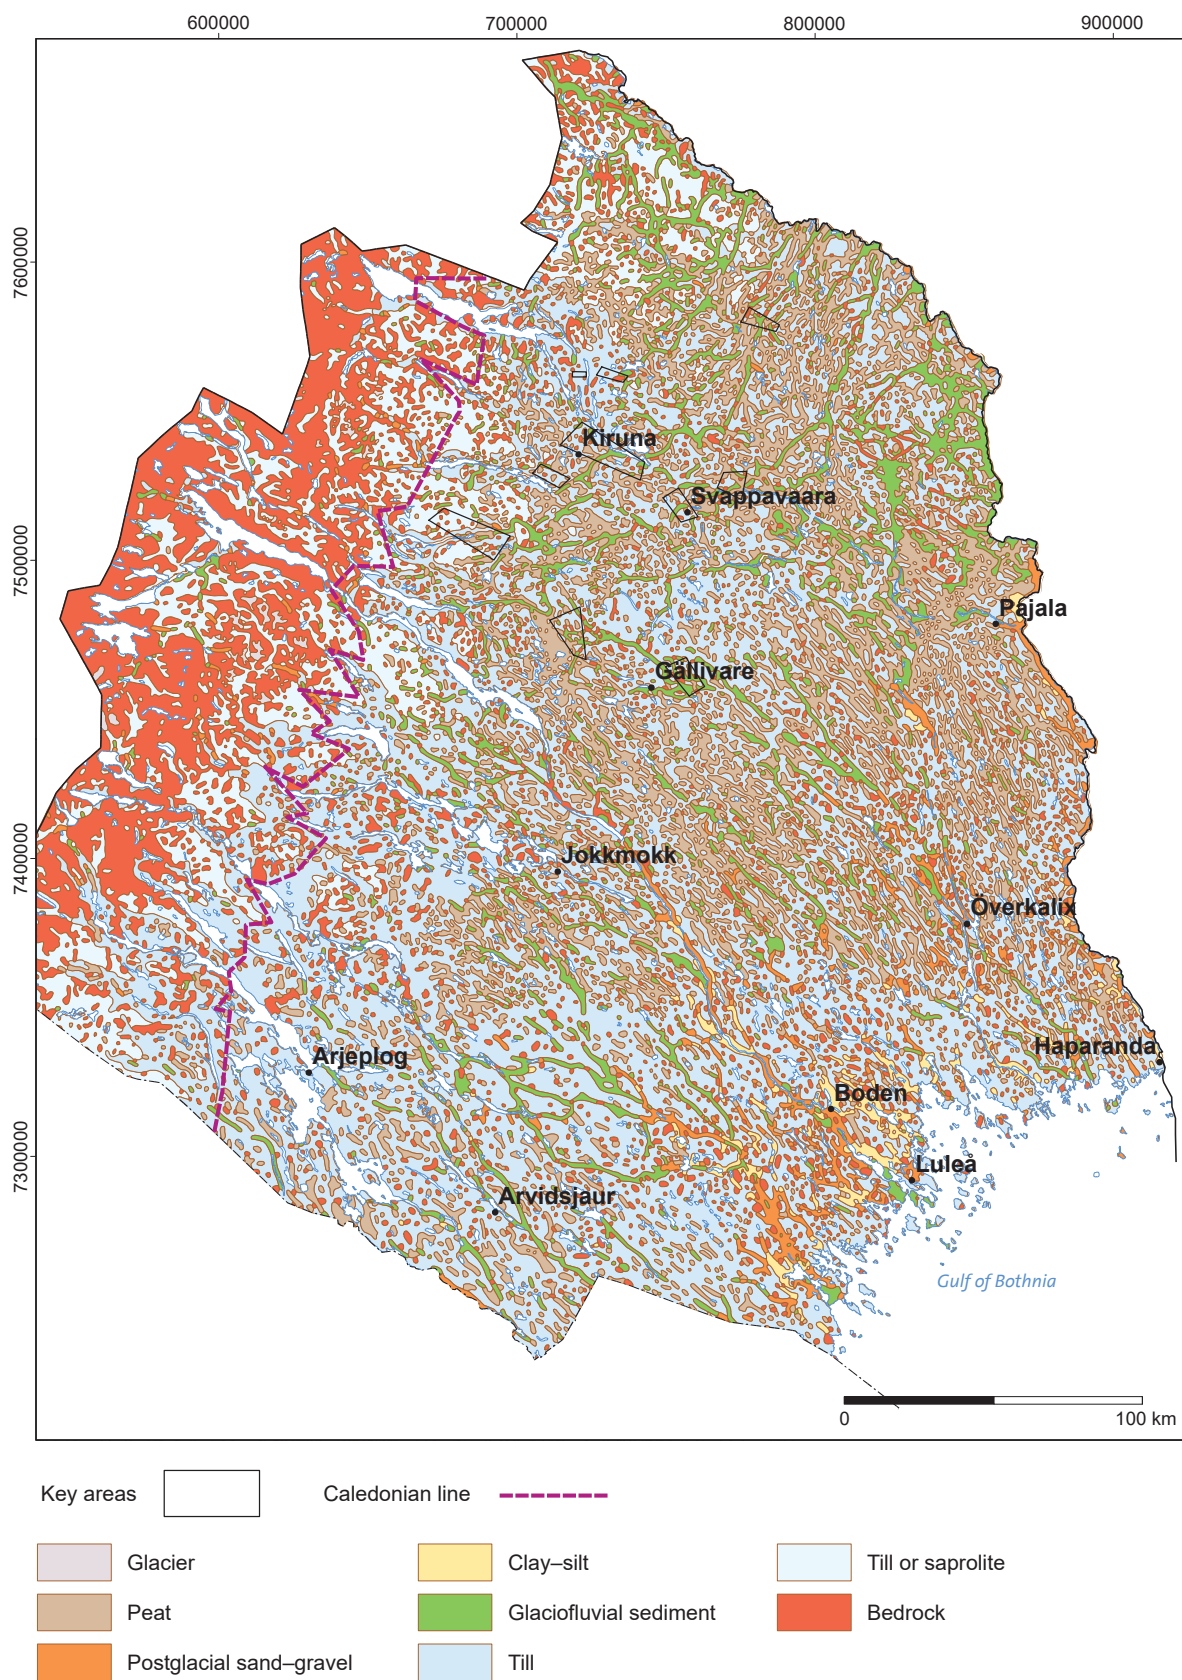 600000 700000 800000 900000
7600000
7500000
7400000
7300000
Kiruna
Svappavaara
Pajala
Gällivare
Jokkmokk
Överkalix
Haparanda
Arjeplog
Boden
Luleå
Arvidsjaur
Gulf of Bothnia
0 100 km
Key areas Caledonian line
Glacier Clay–silt Till or saprolite
Peat Glaciofluvial sediment Bedrock
Postglacial sand–gravel Till